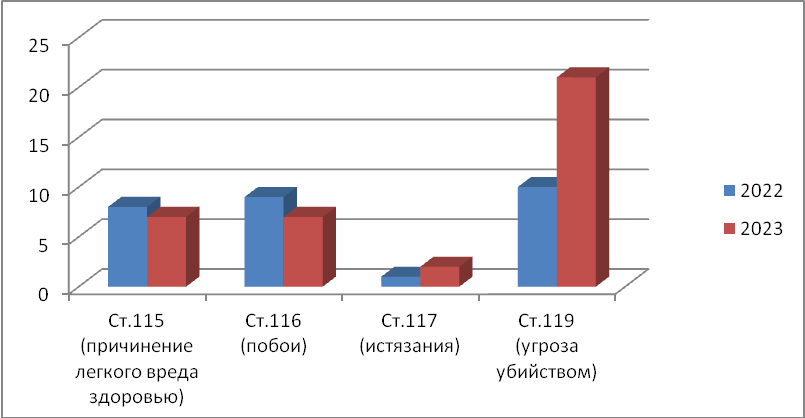 25
20
15
10
5
0
Ст.115
(причинение
легкого вреда
здоровью)
Ст.116
(побои)
Ст.117
(истязания)
Ст.119
(угроза
убийством)
2022
2023